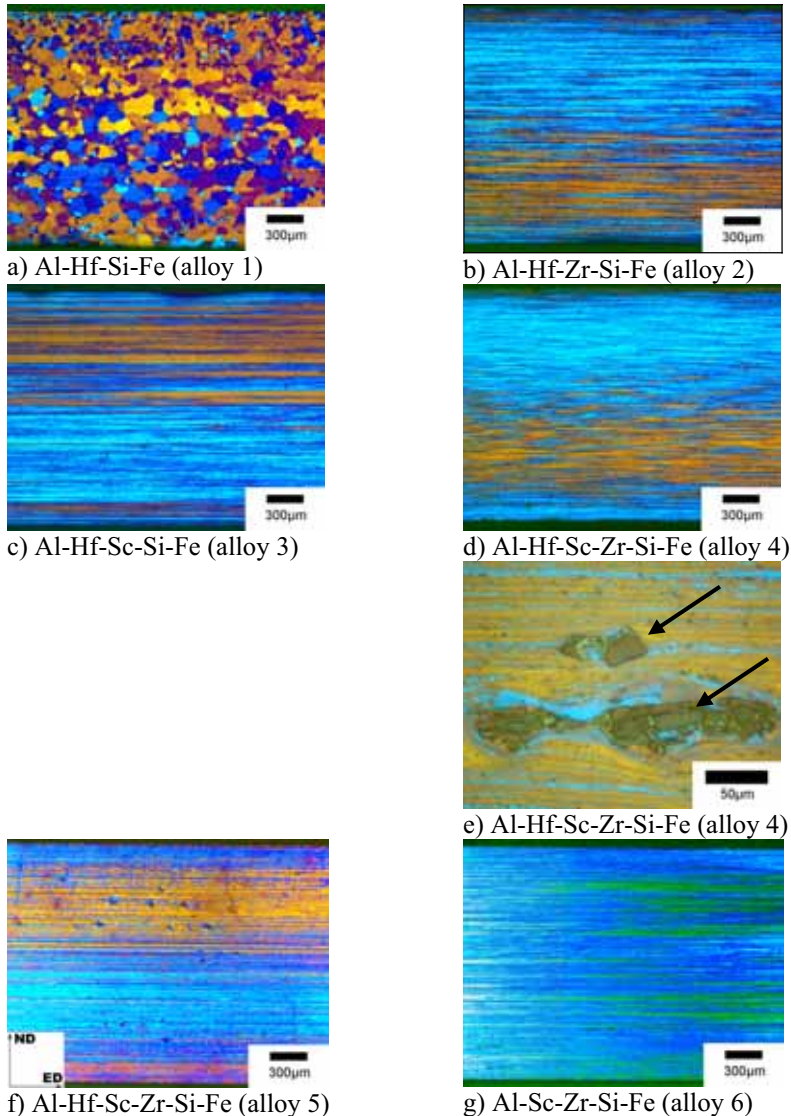 300µm
300µm
a) Al-Hf-Si-Fe (alloy 1)
b) Al-Hf-Zr-Si-Fe (alloy 2)
300µm
300µm
c) Al-Hf-Sc-Si-Fe (alloy 3)
d) Al-Hf-Sc-Zr-Si-Fe (alloy 4)
50µm
e) Al-Hf-Sc-Zr-Si-Fe (alloy 4)
ND
ED
300µm
300µm
f) Al-Hf-Sc-Zr-Si-Fe (alloy 5)
g) Al-Sc-Zr-Si-Fe (alloy 6)